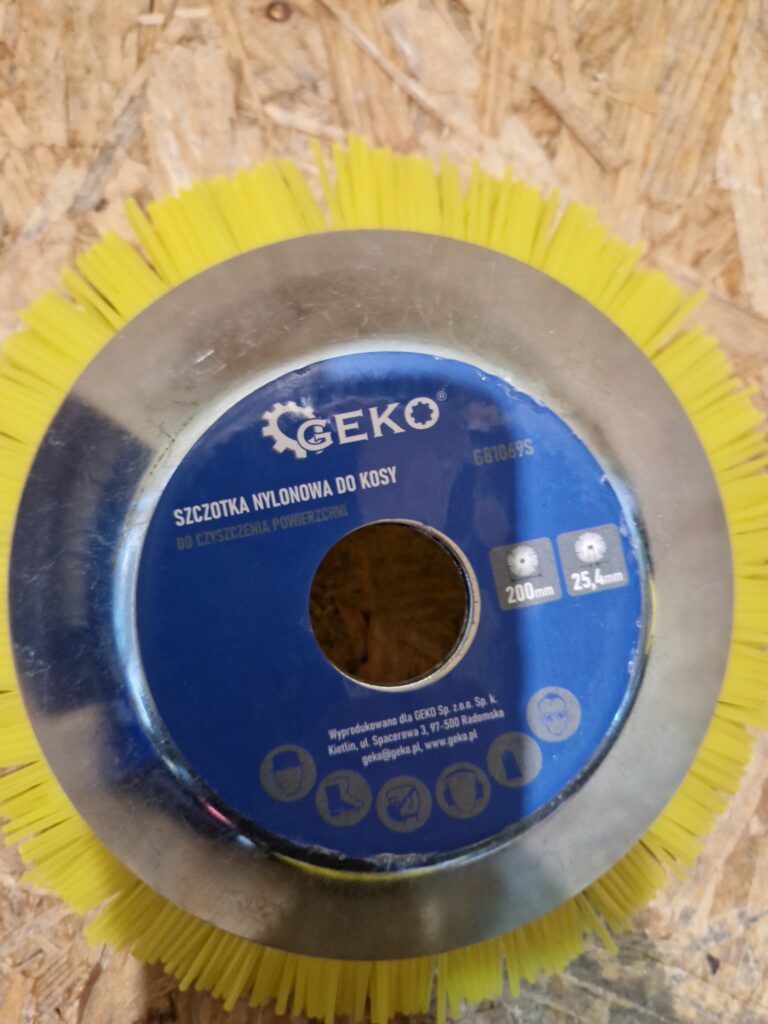 GEKO®
G81069S
SZCZOTKA NYLONOWA DO KOSY
DO CZYSZCZENIA POWIERZCHNI
200mm
25,4mm
Wyprodukowano dla GEKO Sp. z.o.o. Sp. k.
Kietlin, ul. Spacerowa 3, 97-500 Radomsko
geko@geko.pl, www.geko.pl